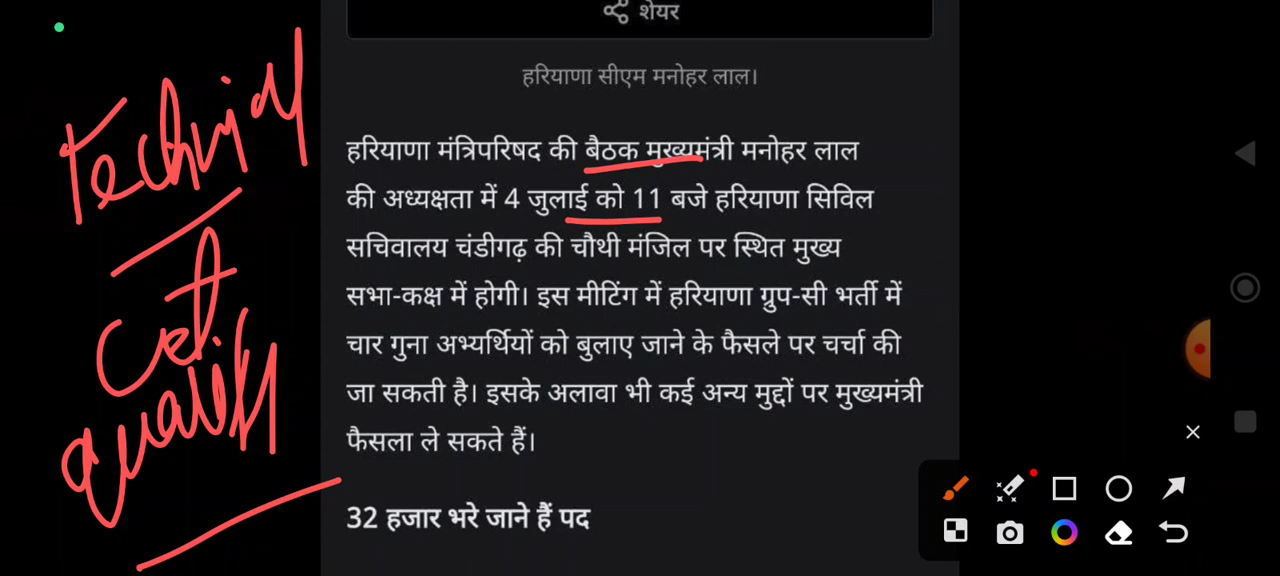 शेयर
हरियाणा सीएम मनोहर लाल।
हरियाणा मंत्रिपरिषद की बैठक मुख्यमंत्री मनोहर लाल
की अध्यक्षता में 4 जुलाई को 11 बजे हरियाणा सिविल
सचिवालय चंडीगढ़ की चौथी मंजिल पर स्थित मुख्य
सभा-कक्ष में होगी। इस मीटिंग में हरियाणा ग्रुप-सी भर्ती में
चार गुना अभ्यर्थियों को बुलाए जाने के फैसले पर चर्चा की
जा सकती है। इसके अलावा भी कई अन्य मुद्दों पर मुख्यमंत्री
फैसला ले सकते हैं।
32 हजार भरे जाने हैं पद
Cet